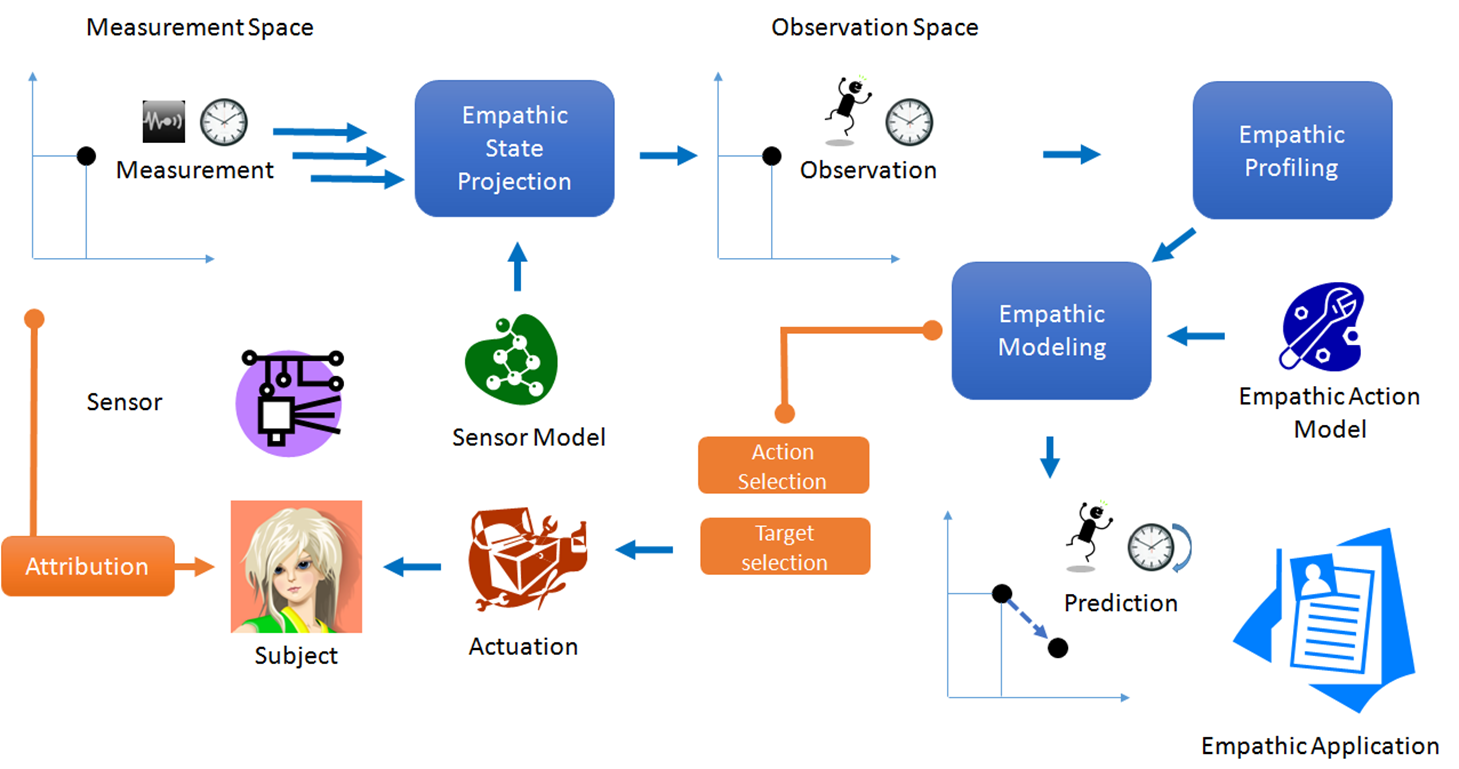 Measurement Space
Observation Space
Measurement
Empathic
State
Projection
Observation
Empathic
Profiling
Empathic
Modeling
Empathic Action
Model
Sensor
Sensor Model
Action
Selection
Target
selection
Attribution
Subject
Actuation
Prediction
Empathic Application